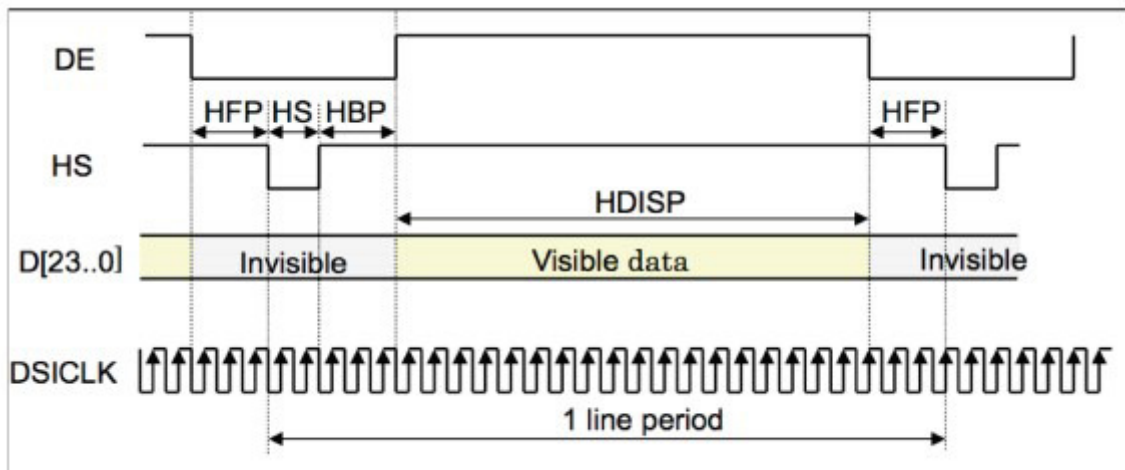 DE
HFP HS HBP HFP
HS
HDISP
D[23..0] Invisible Visible data Invisible
DSICLK
1 line period